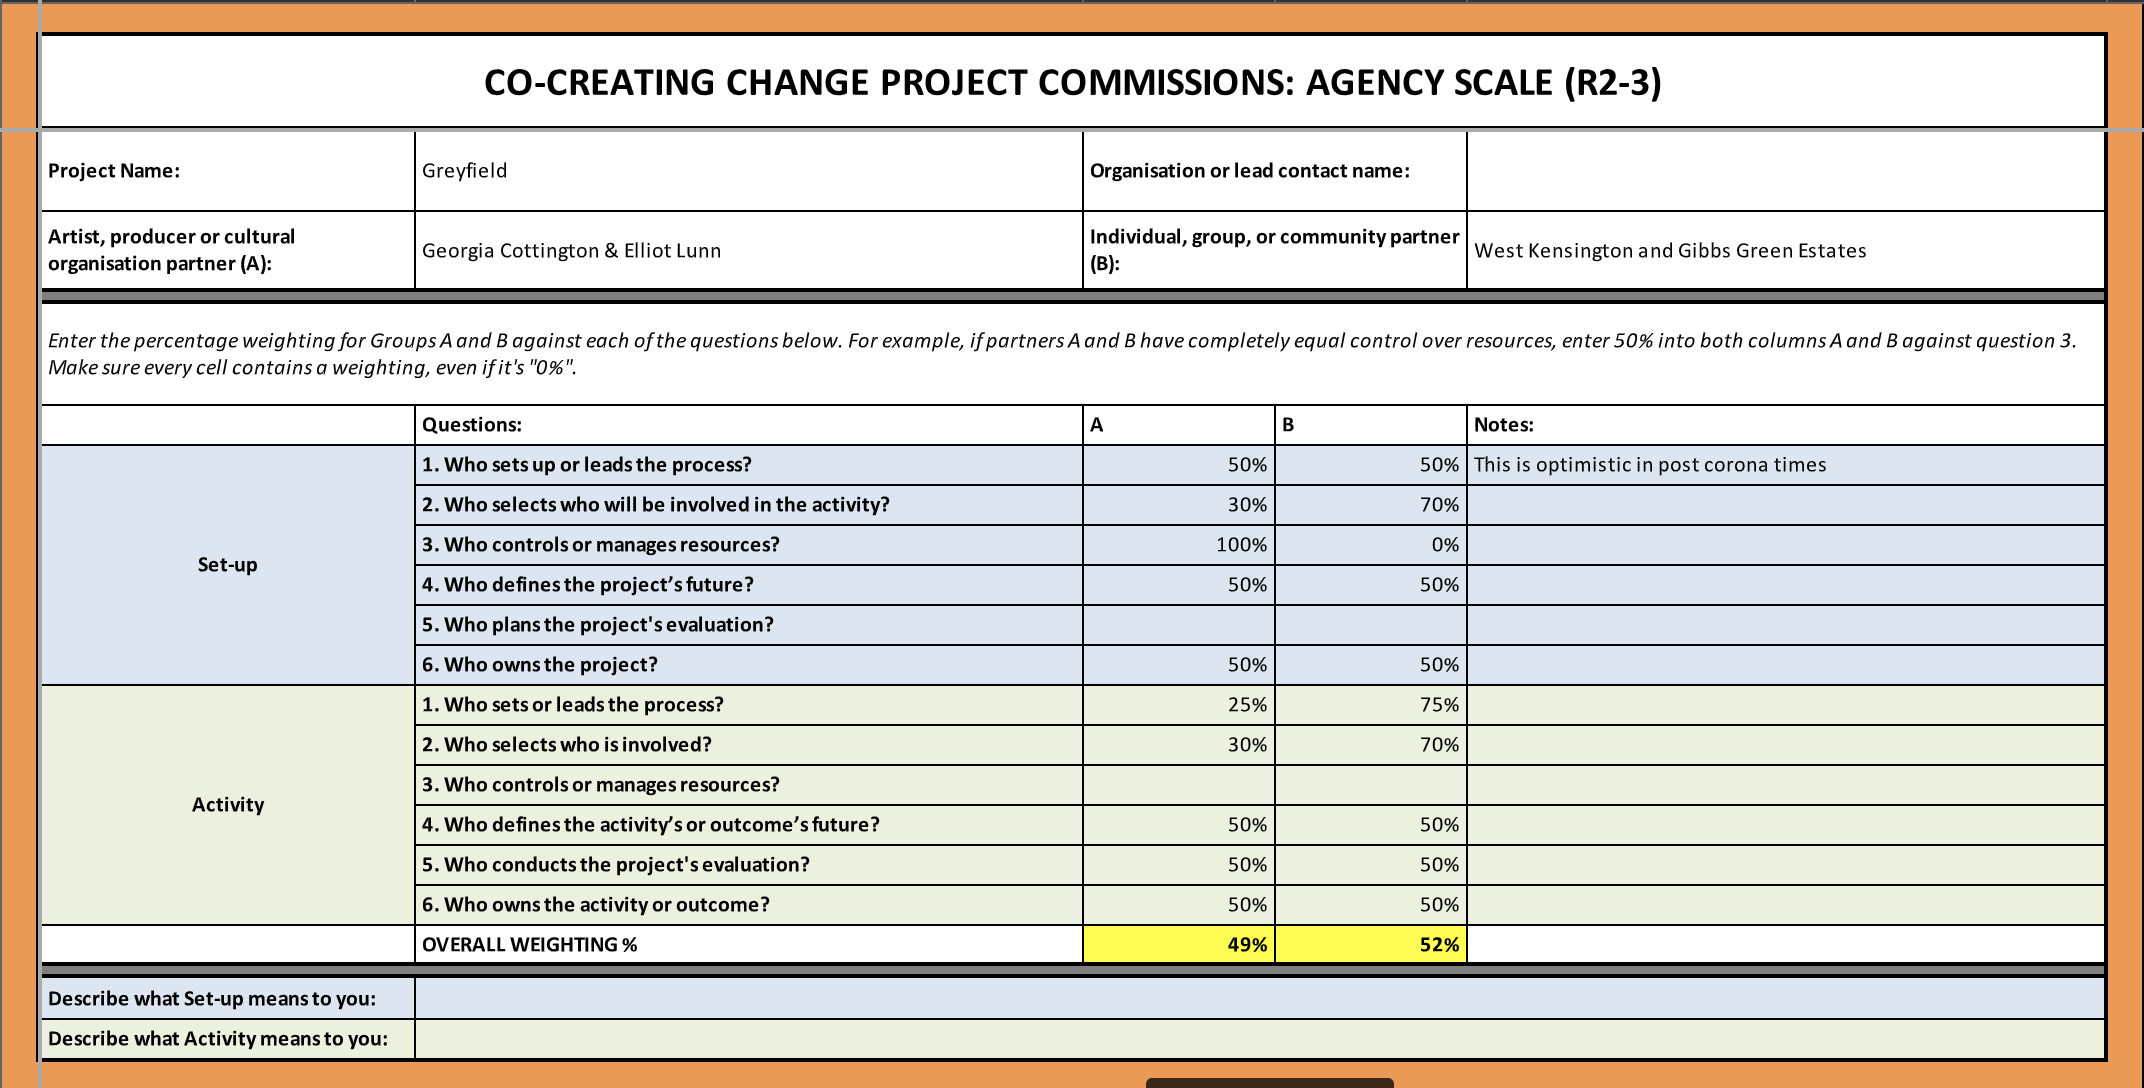 CO-CREATING CHANGE PROJECT COMMISSIONS: AGENCY SCALE (R2-3)
Project Name: Greyfield Organisation or lead contact name:
Artist, producer or cultural organisation partner (A): Georgia Cottington & Elliot Lunn Individual, group, or community partner (B): West Kensington and Gibbs Green Estates
Enter the percentage weighting for Groups A and B against each of the questions below. For example, if partners A and B have completely equal control over resources, enter 50% into both columns A and B against question 3.
Make sure every cell contains a weighting, even if it's "0%".
Questions: A B Notes:
Set-up
1. Who sets up or leads the process? 50% 50% This is optimistic in post corona times
2. Who selects who will be involved in the activity? 30% 70%
3. Who controls or manages resources? 100% 0%
4. Who defines the project’s future? 50% 50%
5. Who plans the project's evaluation?
6. Who owns the project? 50% 50%
Activity
1. Who sets or leads the process? 25% 75%
2. Who selects who is involved? 30% 70%
3. Who controls or manages resources?
4. Who defines the activity’s or outcome’s future? 50% 50%
5. Who conducts the project's evaluation? 50% 50%
6. Who owns the activity or outcome? 50% 50%
OVERALL WEIGHTING % 49% 52%
Describe what Set-up means to you:
Describe what Activity means to you: